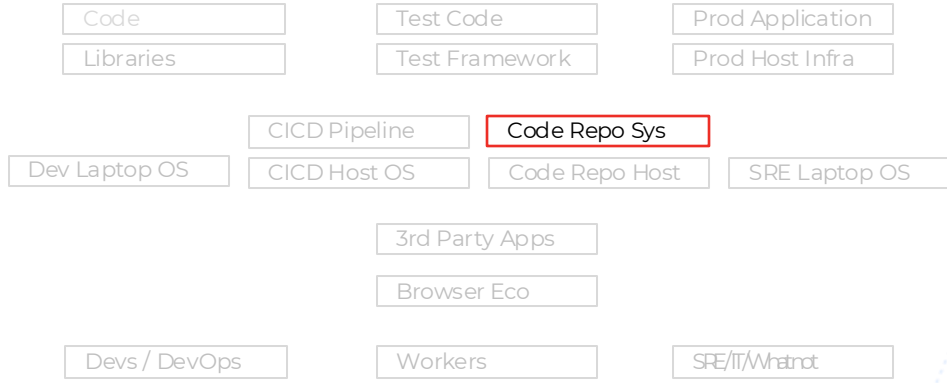 Code
Test Code
Prod Application
Libraries
Test Framework
Prod Host Infra
CICD Pipeline
Code Repo Sys
Dev Laptop OS
CICD Host OS
Code Repo Host
SRE Laptop OS
3rd Party Apps
Browser Eco
Devs / DevOps
Workers
SRE/IT/Whatnot